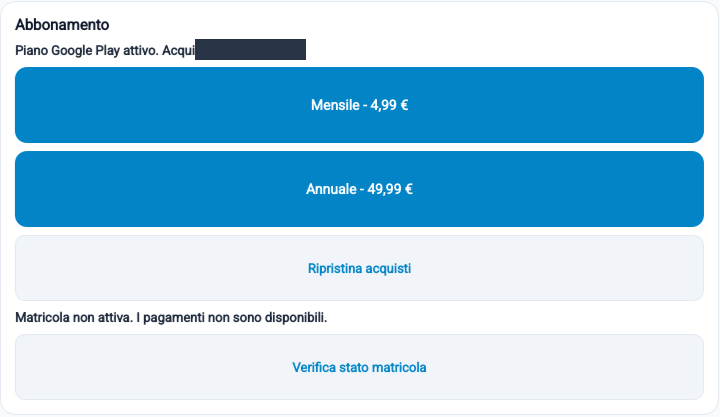 Abbonamento
Piano Google Play attivo.
Mensile - 4,99 €
Annuale - 49,99 €
Ripristina acquisti
Matricola non attiva. I pagamenti non sono disponibili.
Verifica stato matricola